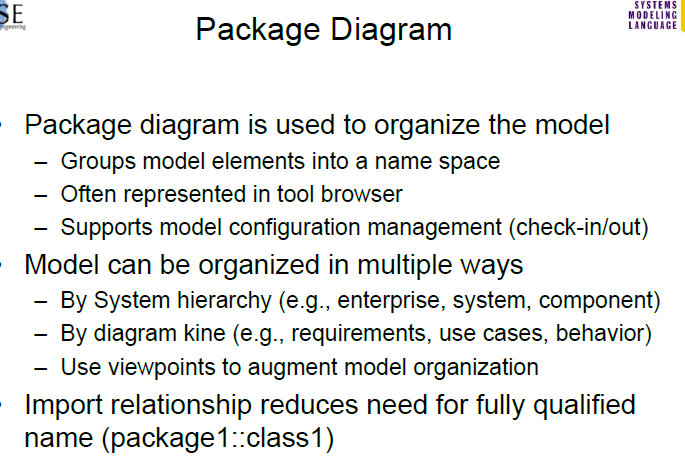 SE
Engineering
Package Diagram
SYSTEMS
MODELING
LANGUAGE
Package diagram is used to organize the model
– Groups model elements into a name space
– Often represented in tool browser
– Supports model configuration management (check-in/out)
Model can be organized in multiple ways
– By System hierarchy (e.g., enterprise, system, component)
– By diagram kine (e.g., requirements, use cases, behavior)
– Use viewpoints to augment model organization
Import relationship reduces need for fully qualified
name (package1::class1)